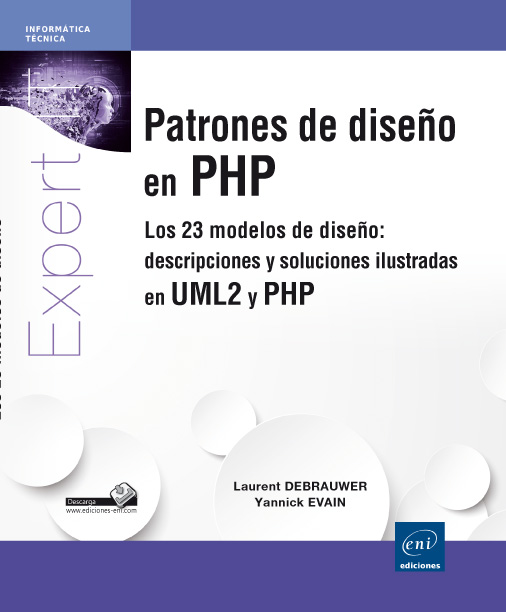 INFORMÁTICA
TÉCNICA
Expert IT
Patrones de diseño
en PHP
Los 23 modelos de diseño:
descripciones y soluciones ilustradas
en UML2 y PHP
Laurent DEBRAUWER
Yannick EVAIN
Descarga
www.ediciones-eni.com
eni
ediciones